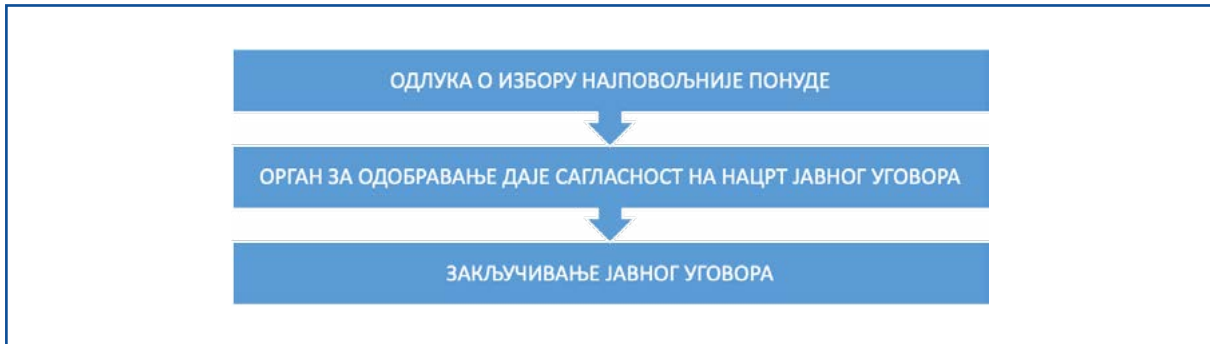 ОДЛУКА О ИЗБОРУ НАЈПОВОЉНИЈЕ ПОНУДЕ
ОРГАН ЗА ОДОБРАВАЊЕ ДАЈЕ САГЛАСНОСТ НА НАЦРТ ЈАВНОГ УГОВОРА
ЗАКЉУЧИВАЊЕ ЈАВНОГ УГОВОРА